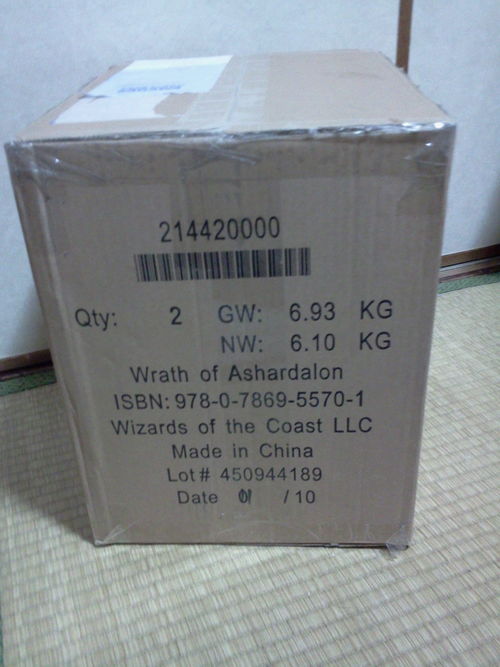 214420000
Qty: 2 GW: 6.93 KG
NW: 6.10 KG
Wrath of Ashardalon
ISBN: 978-0-7869-5570-1
Wizards of the Coast LLC
Made in China
Lot# 450944189
Date /10